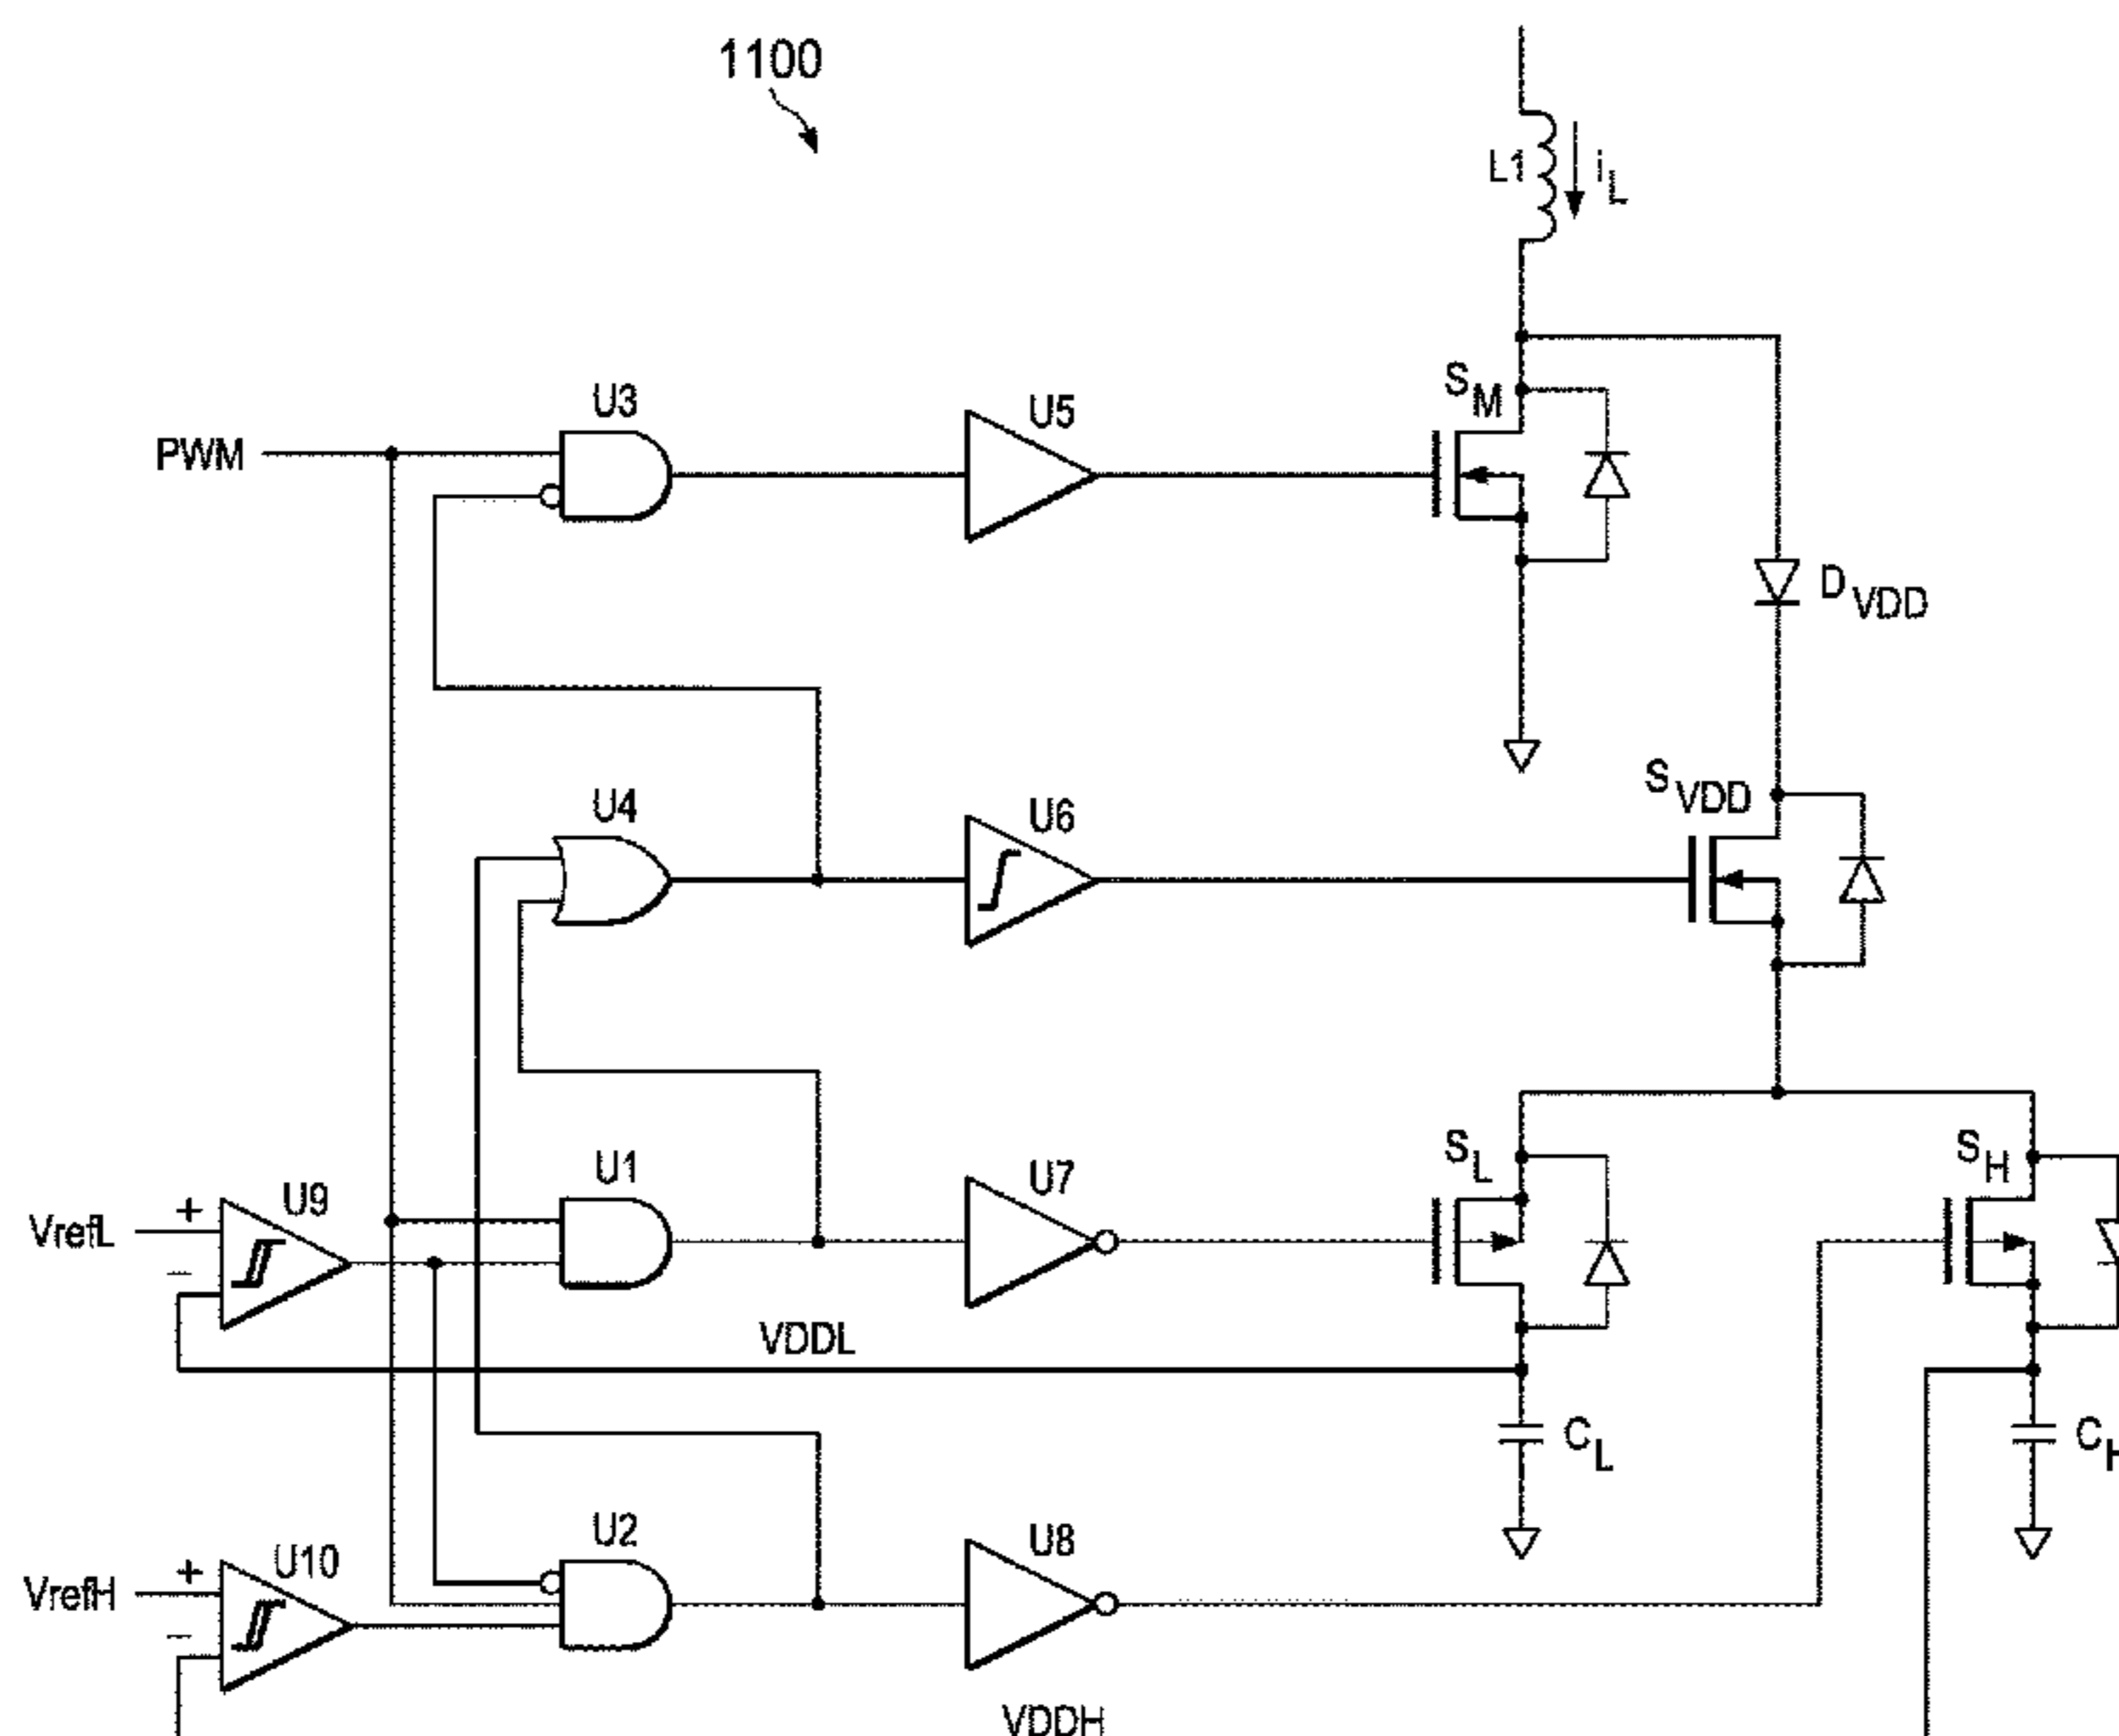 1100
L1
iL
SM
U3
U5
PWM
DVDD
SVDD
U4
U6
SL
SH
U1
U7
U9
+
VrefL
−
VDDL
CL
CH
U2
U8
U10
+
VrefH
−
VDDH